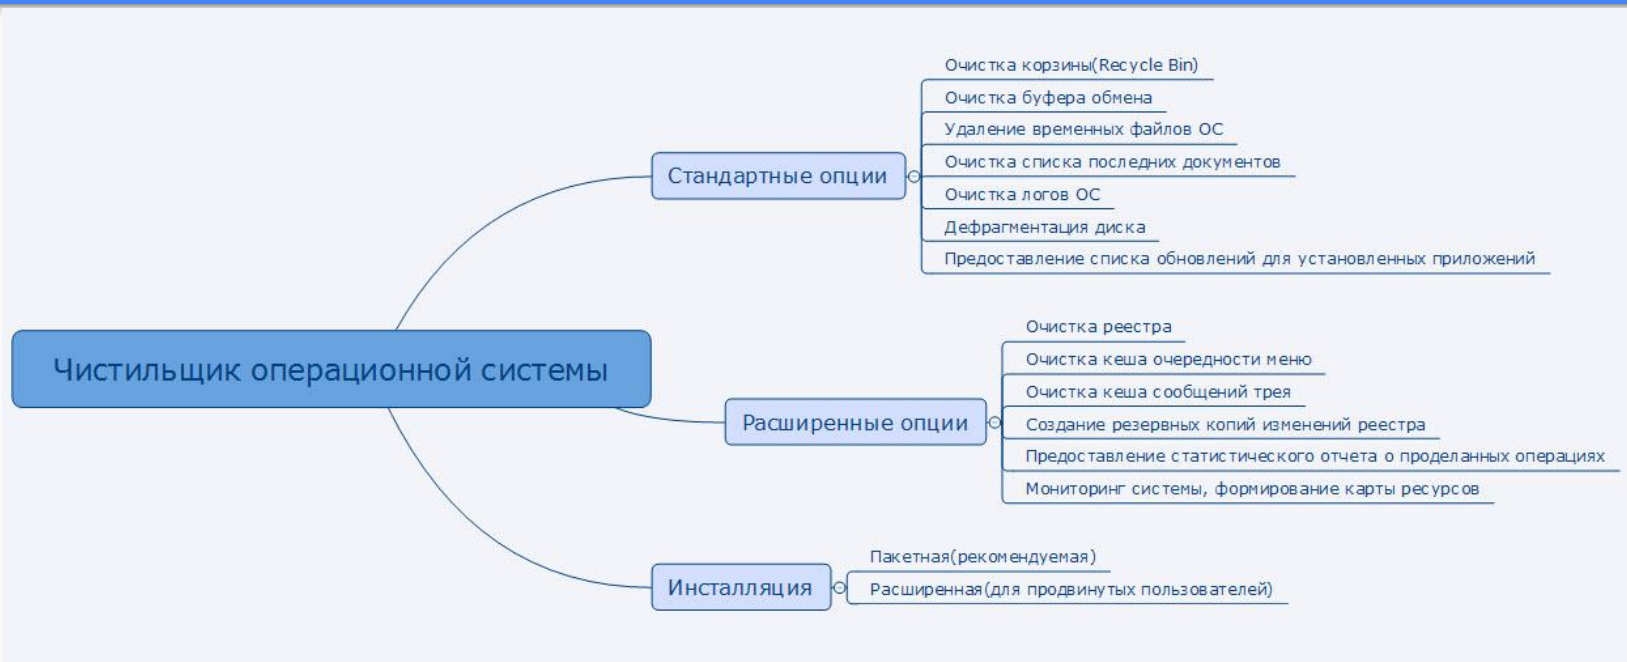 Чистильщик операционной системы
Стандартные опции
Очистка корзины(Recycle Bin)
Очистка буфера обмена
Удаление временных файлов ОС
Очистка списка последних документов
Очистка логов ОС
Дефрагментация диска
Предоставление списка обновлений для установленных приложений
Расширенные опции
Очистка реестра
Очистка кеша очередности меню
Очистка кеша сообщений трея
Создание резервных копий изменений реестра
Предоставление статистического отчета о проделанных операциях
Мониторинг системы, формирование карты ресурсов
Инсталляция
Пакетная(рекомендуемая)
Расширенная(для продвинутых пользователей)